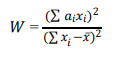 W = (Σ aᵢxᵢ)² / (Σ xᵢ−x̄)²